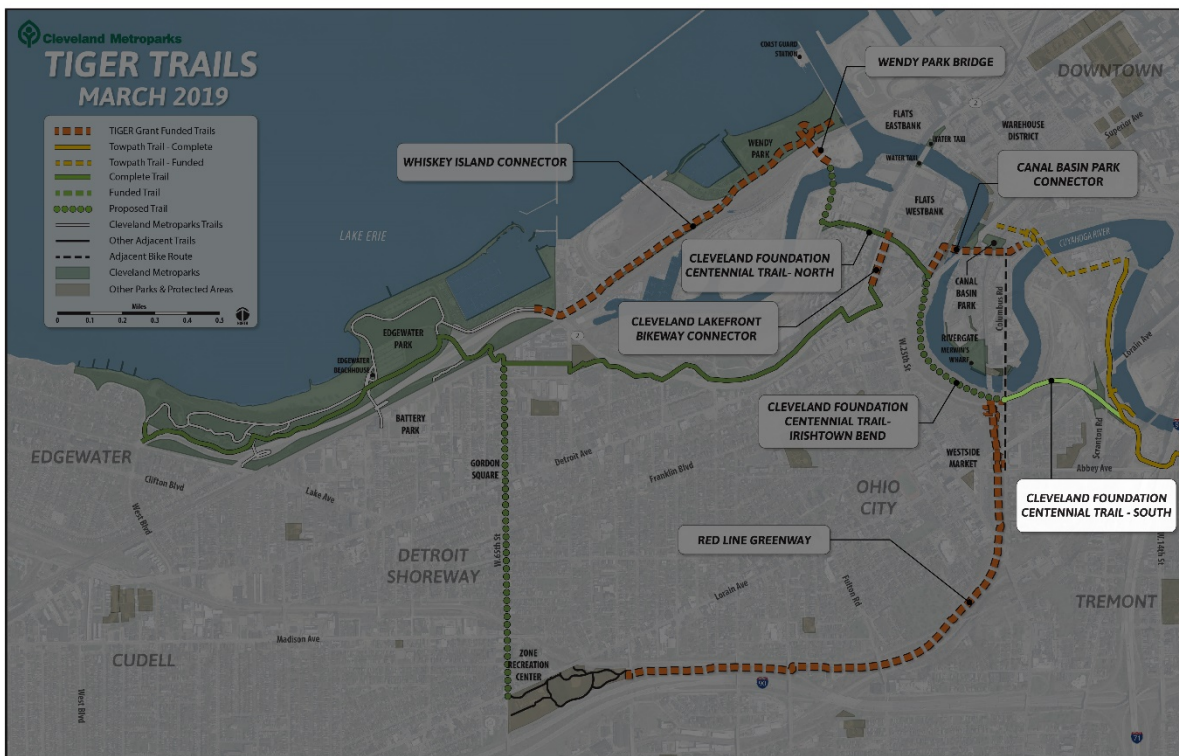 Cleveland Metroparks
TIGER TRAILS
MARCH 2019
TIGER Grant Funded Trails
Towpath Trail - Complete
Towpath Trail - Funded
Complete Trail
Funded Trail
Proposed Trail
Cleveland Metroparks Trails
Other Adjacent Trails
Adjacent Bike Route
Cleveland Metroparks
Other Parks & Protected Areas
Miles
0 0.1 0.2 0.3 0.4 0.5
COAST GUARD
STATION
WENDY PARK BRIDGE
DOWNTOWN
2
Superior Ave
FLATS
EASTBANK
WAREHOUSE
DISTRICT
WATER TAXI
WATER TAXI
WENDY
PARK
WHISKEY ISLAND CONNECTOR
CANAL BASIN PARK
CONNECTOR
FLATS
WESTBANK
LAKE ERIE
CUYAHOGA RIVER
CLEVELAND FOUNDATION
CENTENNIAL TRAIL- NORTH
CANAL
BASIN
PARK
Columbus Rd
CLEVELAND LAKEFRONT
BIKEWAY CONNECTOR
EDGEWATER
PARK
EDGEWATER
BEACHHOUSE
2
W.25th St
RIVERGATE
MERWIN'S
WHARF
Lorain Ave
BATTERY
PARK
CLEVELAND FOUNDATION
CENTENNIAL TRAIL-
IRISHTOWN BEND
Scranton Rd
EDGEWATER
Clifton Blvd
West Blvd
Lake Ave
GORDON
SQUARE
Detroit Ave
Franklin Blvd
WESTSIDE
MARKET
Abbey Ave
OHIO
CITY
CLEVELAND FOUNDATION
CENTENNIAL TRAIL - SOUTH
W.65th St
DETROIT
SHOREWAY
RED LINE GREENWAY
W.14th St
Lorain Ave
Fulton Rd
TREMONT
Madison Ave
CUDELL
ZONE
RECREATION
CENTER
West Blvd
90
71